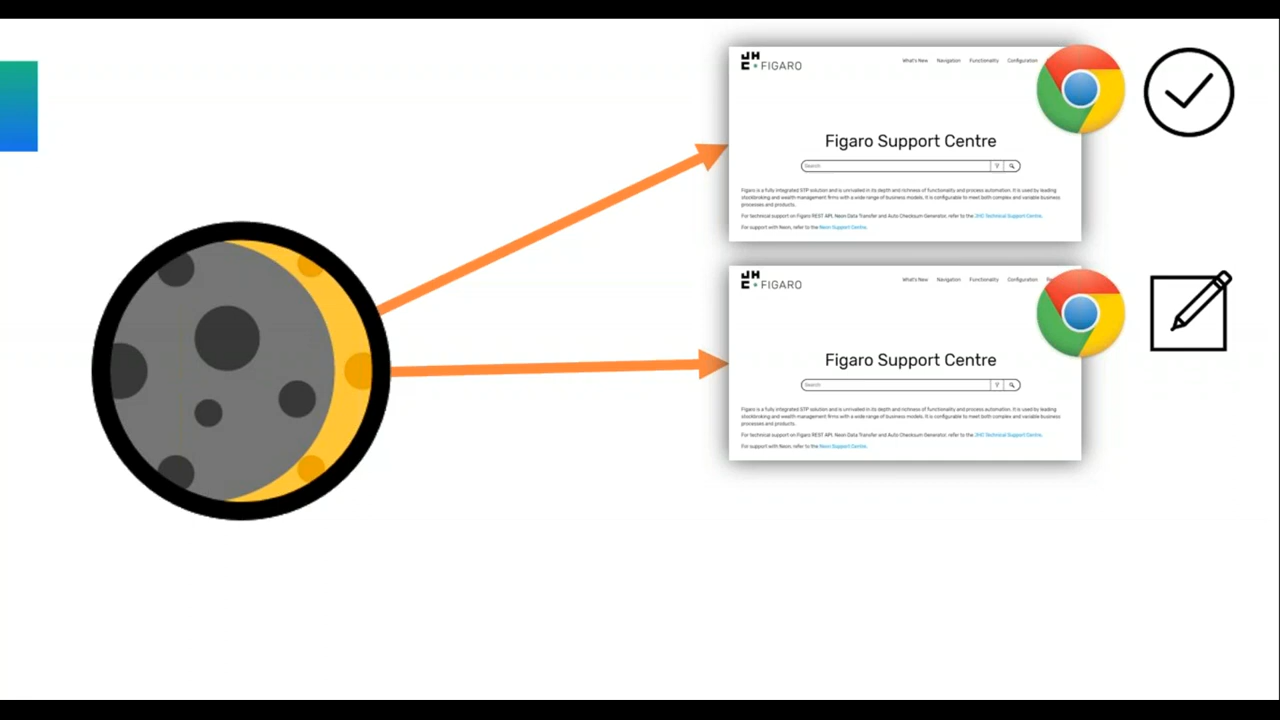 JHC FIGARO
What's New Navigation Functionality Configuration
Figaro Support Centre
Search
Figaro is a fully integrated STP solution and is unrivalled in its depth and richness of functionality and process automation. It is used by leading
stockbroking and wealth management firms with a wide range of business models. It is configurable to meet both complex and variable business
processes and products.
For technical support on Figaro REST API, Neon Data Transfer and Auto Checksum Generator, refer to the JHC Technical Support Centre.
For support with Neon, refer to the Neon Support Centre.
JHC FIGARO
What's New Navigation Functionality Configuration
Figaro Support Centre
Search
Figaro is a fully integrated STP solution and is unrivalled in its depth and richness of functionality and process automation. It is used by leading
stockbroking and wealth management firms with a wide range of business models. It is configurable to meet both complex and variable business
processes and products.
For technical support on Figaro REST API, Neon Data Transfer and Auto Checksum Generator, refer to the JHC Technical Support Centre.
For support with Neon, refer to the Neon Support Centre.